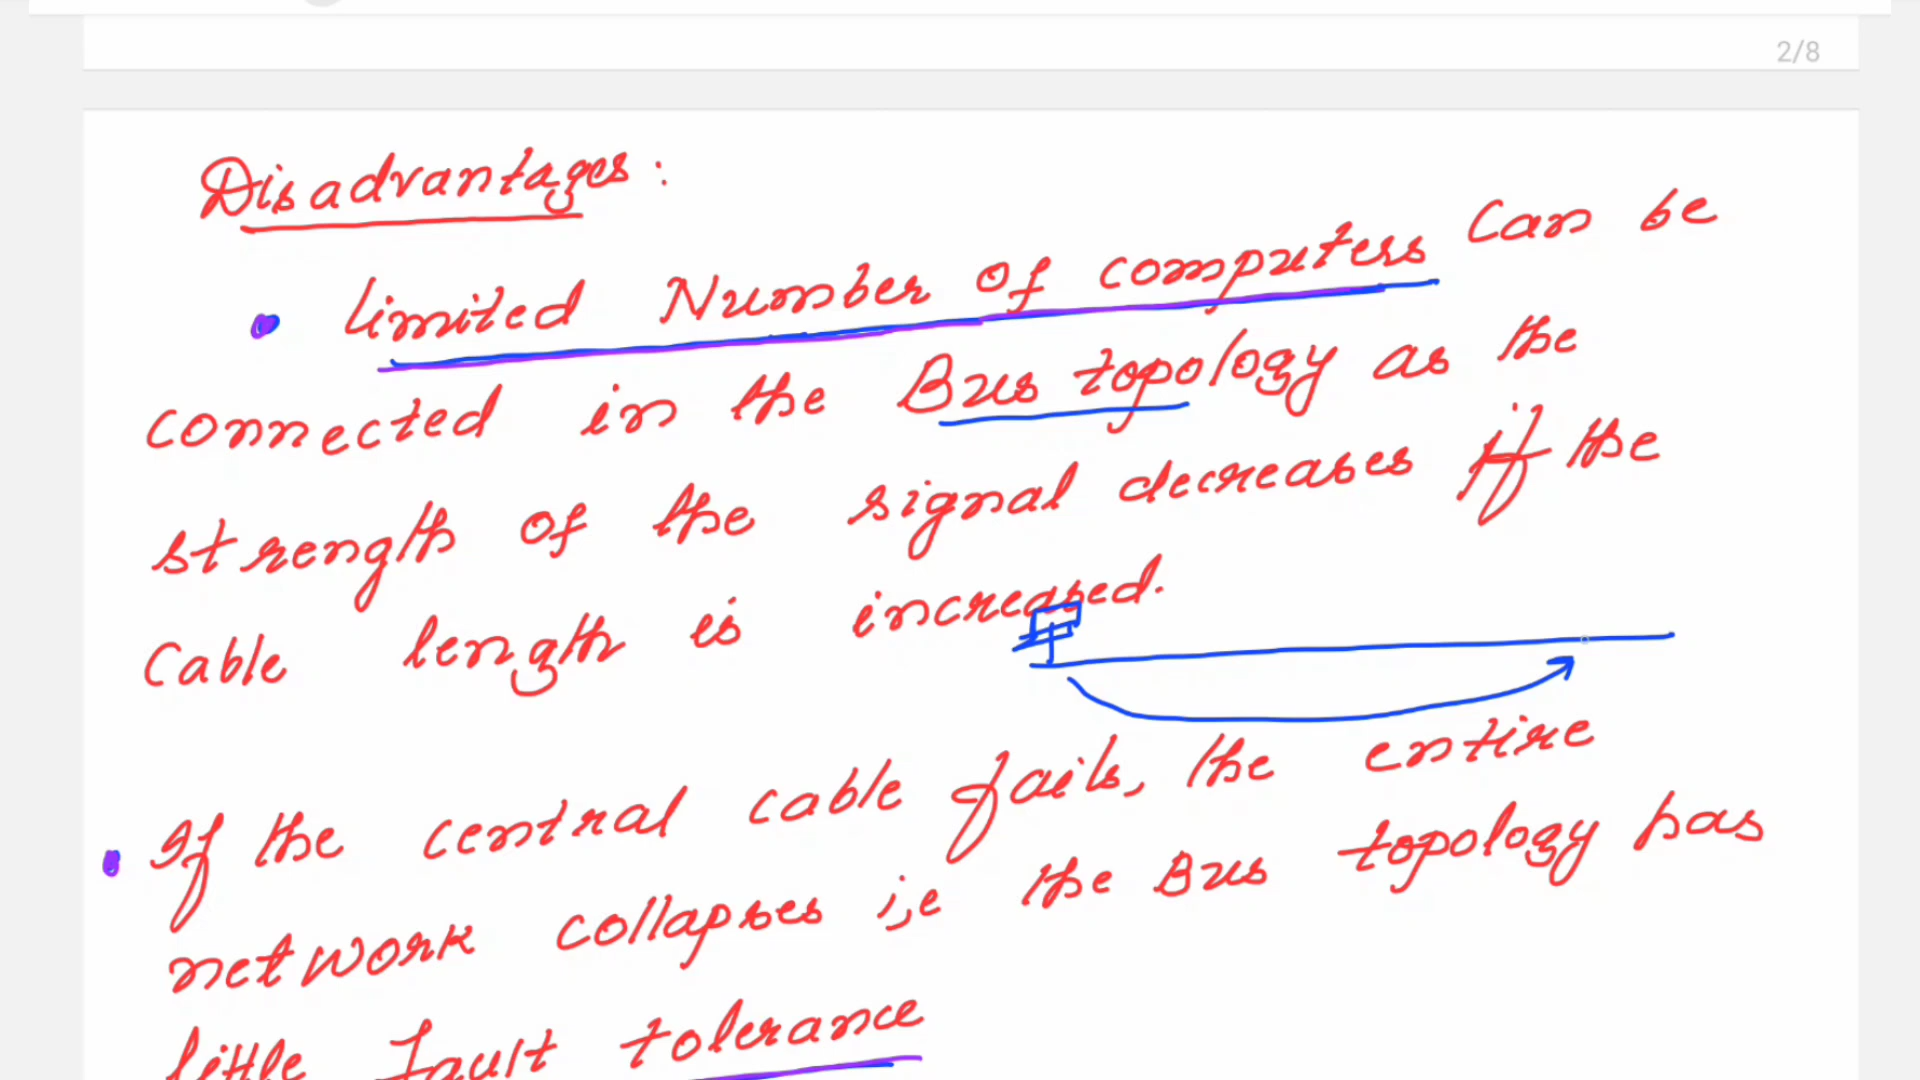 2/8
Disadvantages:
• Limited Number of computers can be
connected in the Bus topology as the
strength of the signal decreases if the
cable length is increased.
• If the central cable fails, the entire
network collapses i,e the Bus topology has
little fault tolerance